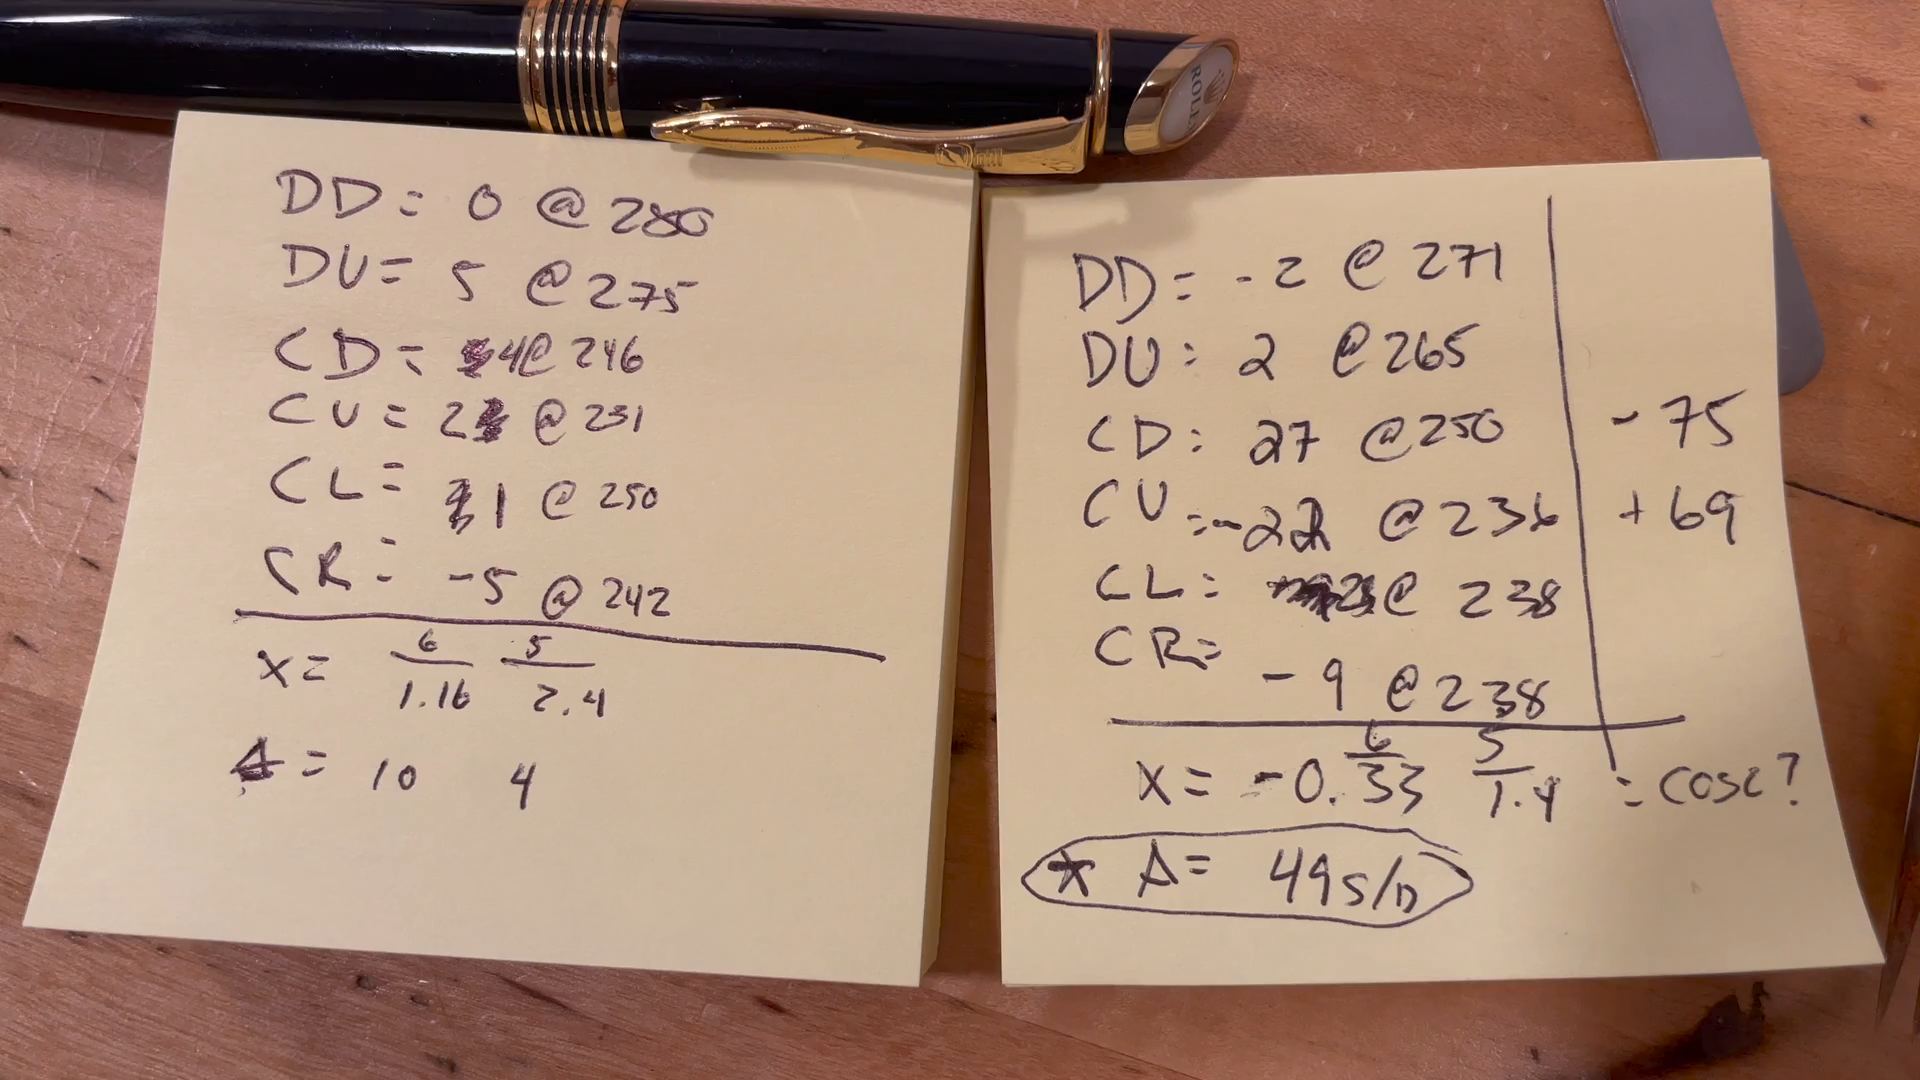 ROLEX
DD = 0 @ 280
DU = 5 @ 275
CD = 4 @ 246
CU = 2 @ 231
CL = 1 @ 250
CR = -5 @ 242
6 5
X = 1.16 2.4
A = 10 4
DD = -2 @ 271
DU = 2 @ 265
CD = 27 @ 250 - 75
CU = -22 @ 236 + 69
CL = @ 238
CR = -9 @ 238
6 5
X = -0.33 1.4 =
* A = 49 s/D